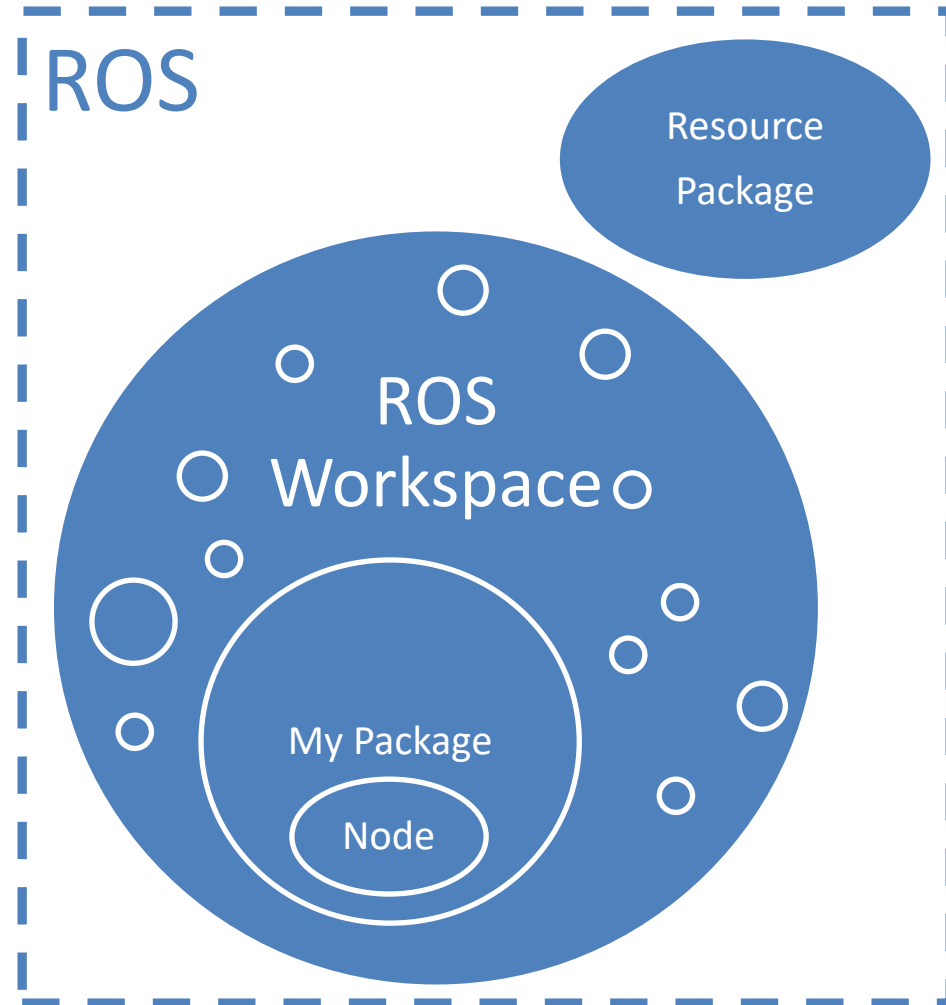 ROS
Resource
Package
ROS
Workspace
My Package
Node